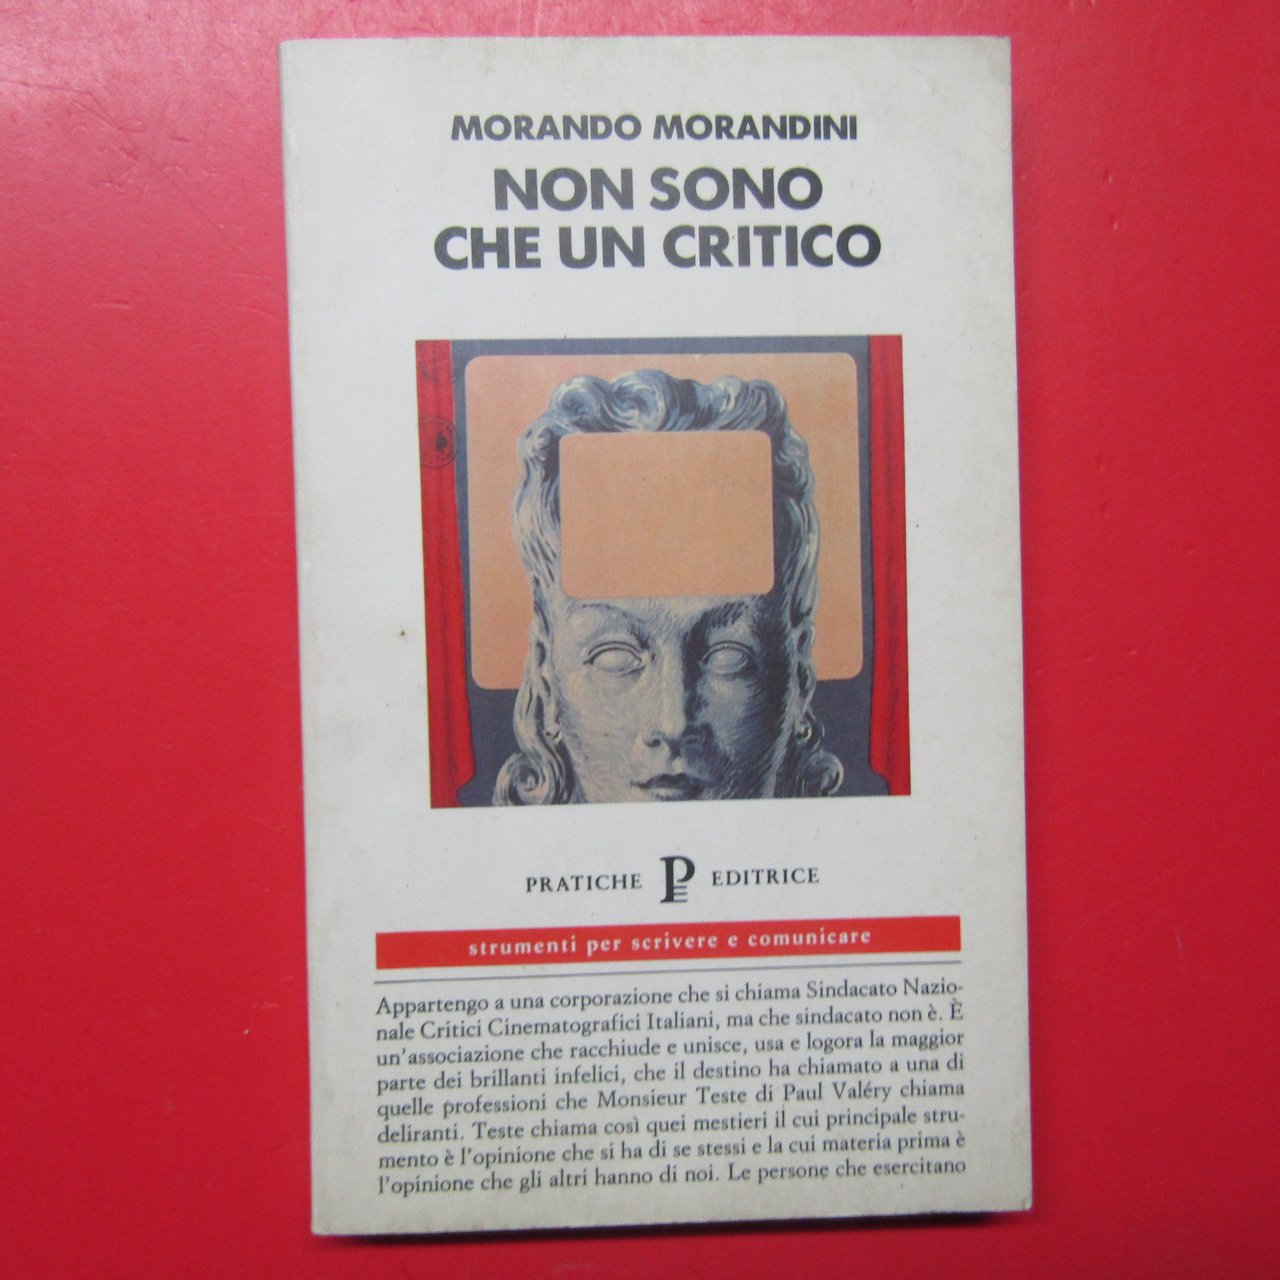 MORANDO MORANDINI
NON SONO
CHE UN CRITICO
PRATICHE PE EDITRICE
strumenti per scrivere e comunicare
Appartengo a una corporazione che si chiama Sindacato Nazio-
nale Critici Cinematografici Italiani, ma che sindacato non è. È
un'associazione che racchiude e unisce, usa e logora la maggior
parte dei brillanti infelici, che il destino ha chiamato a una di
quelle professioni che Monsieur Teste di Paul Valéry chiama
deliranti. Teste chiama così quei mestieri il cui principale stru-
mento è l'opinione che si ha di se stessi e la cui materia prima è
l'opinione che gli altri hanno di noi. Le persone che esercitano